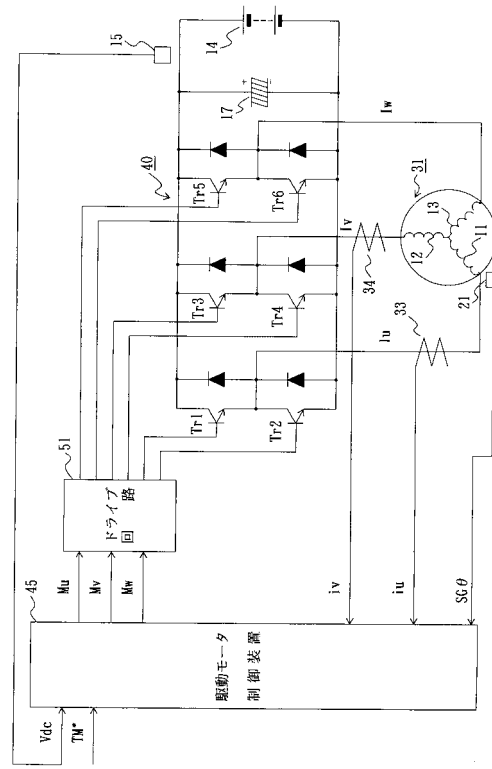 15
14
17
40
Tr5
Tr6
Tr3
Tr4
Tr1
Tr2
Iw
Iv
Iu
31
13
12
11
21
34
33
51
ドライブ
回路
Mu
Mv
Mw
45
駆動モータ
制御装置
Vdc
TM*
iv
iu
SGθ